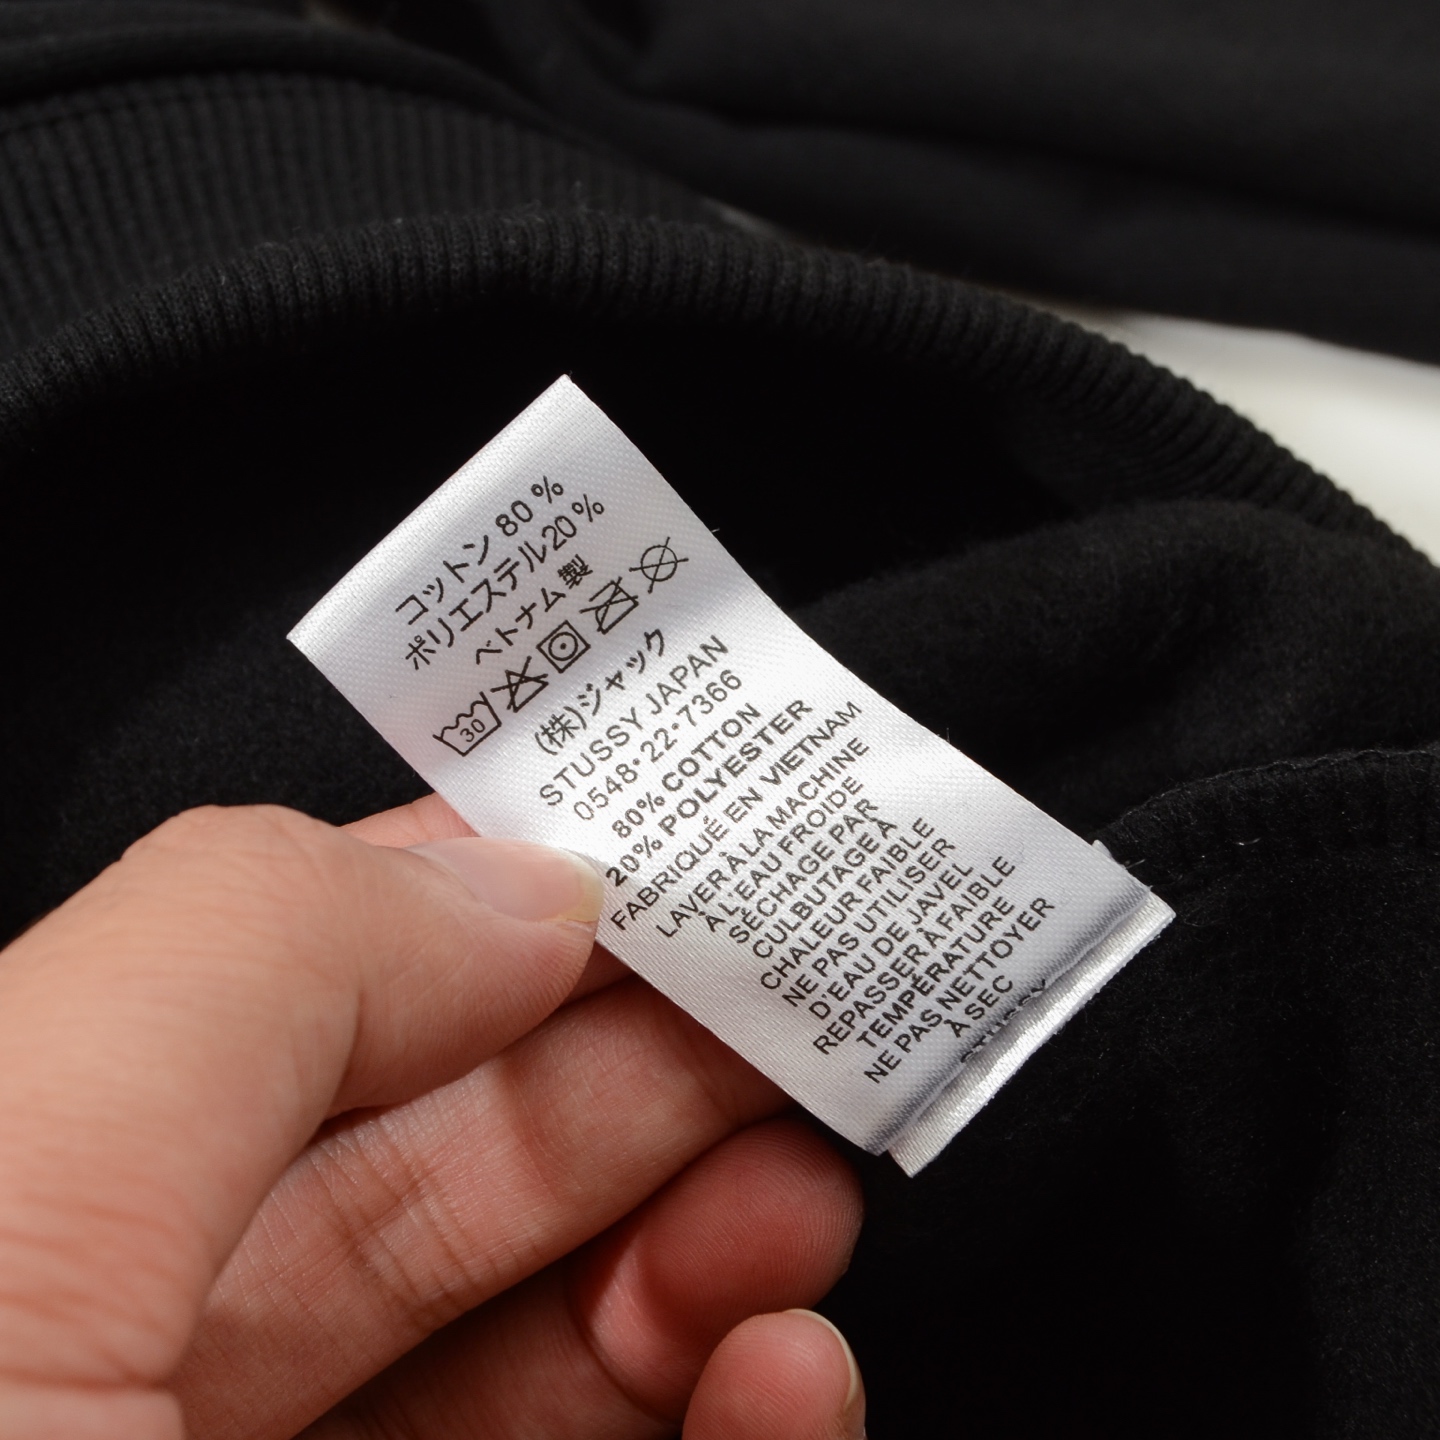 コットン 80 %
ポリエステル20 %
ベトナム製
30
(株)ジャック
STUSSY JAPAN
0548・22・7366
80% COTTON
20% POLYESTER
FABRIQUÉ EN VIETNAM
LAVER À LA MACHINE
À L'EAU FROIDE
SÉCHAGE PAR
CULBUTAGE À
CHALEUR FAIBLE
NE PAS UTILISER
D'EAU DE JAVEL
REPASSER À FAIBLE
TEMPÉRATURE
NE PAS NETTOYER
À SEC